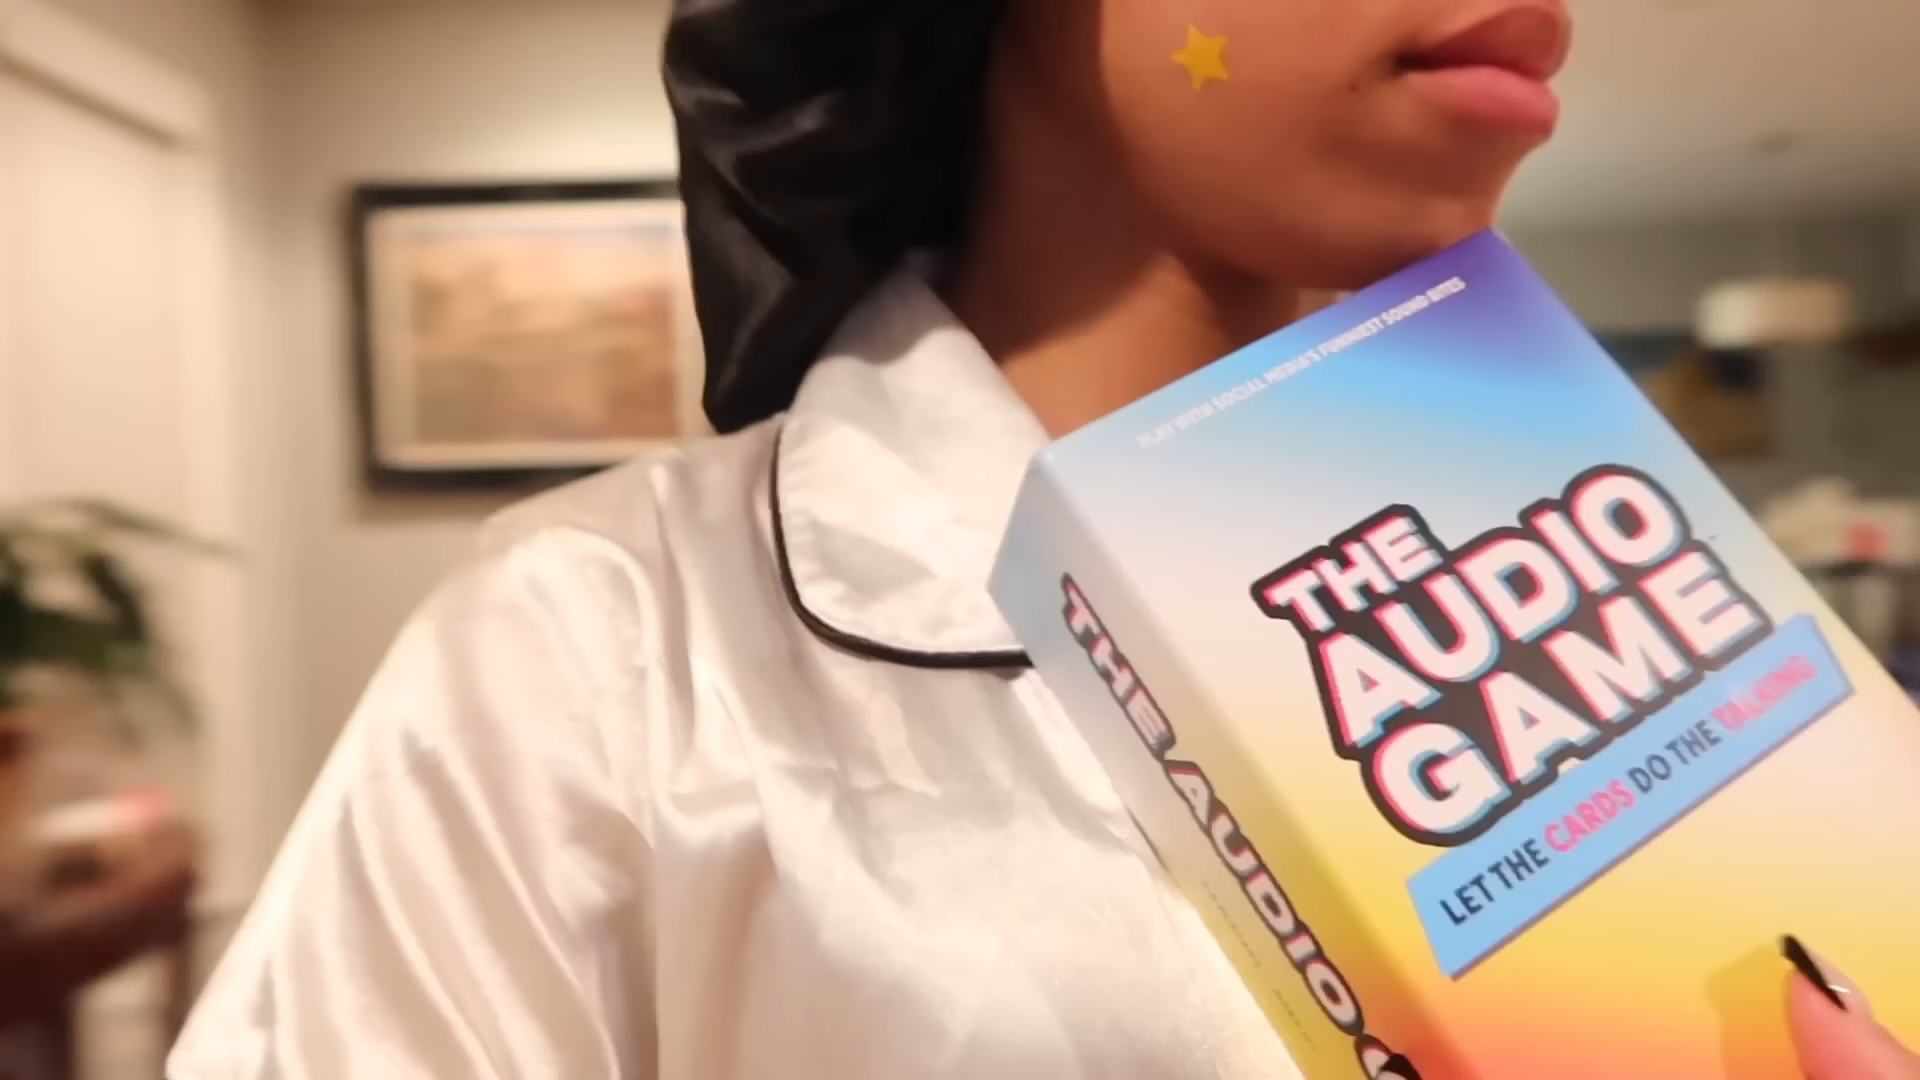 PLAY WITH SOCIAL MEDIA'S FUNNIEST SOUND BITES
THE
AUDIO
GAME
LET THE CARDS DO THE TALKING
THE AUDIO